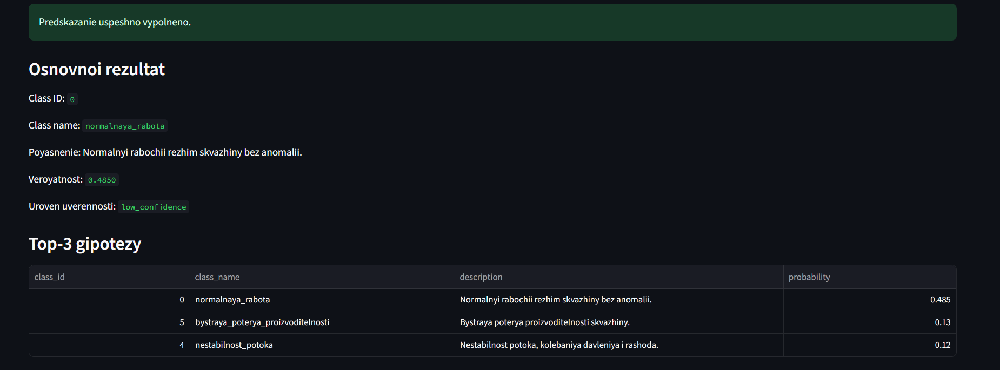 Predskazanie uspeshno vypolneno.
Osnovnoi rezultat
Class ID: 0
Class name: normalnaya_rabota
Poyasnenie: Normalnyi rabochii rezhim skvazhiny bez anomalii.
Veroyatnost: 0.4850
Uroven uverennosti: low_confidence
Top-3 gipotezy
class_id class_name description probability
0 normalnaya_rabota Normalnyi rabochii rezhim skvazhiny bez anomalii. 0.485
5 bystraya_poterya_proizvoditelnosti Bystraya poterya proizvoditelnosti skvazhiny. 0.13
4 nestabilnost_potoka Nestabilnost potoka, kolebaniya davleniya i rashoda. 0.12